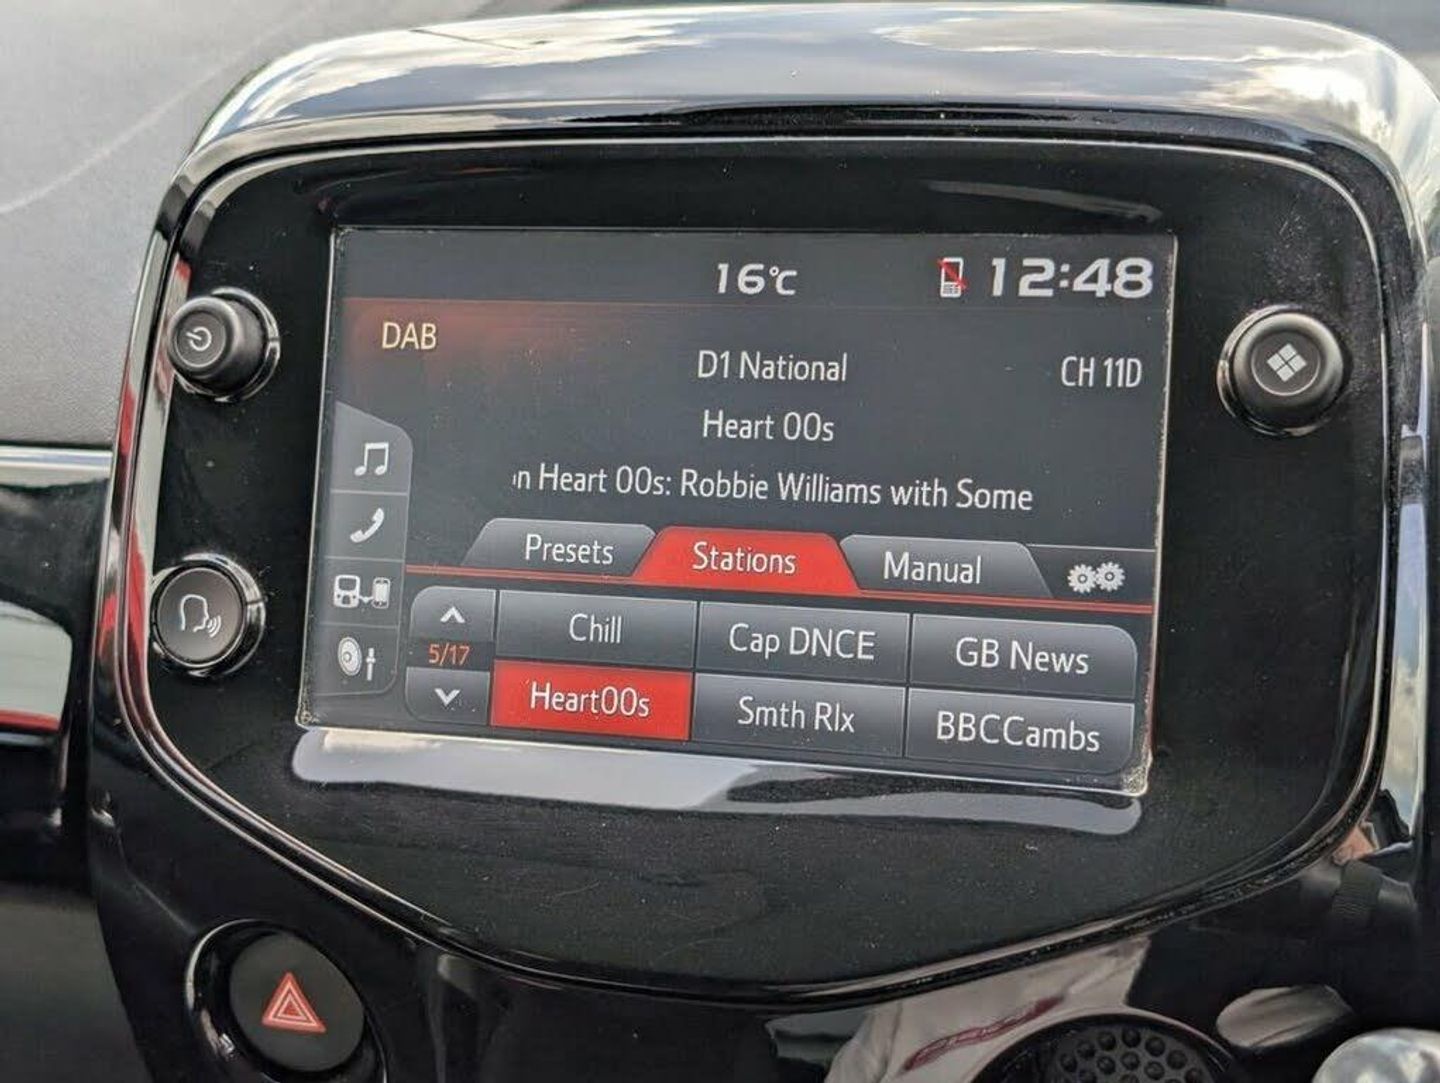 16°C 12:48
DAB
D1 National CH 11D
Heart 00s
n Heart 00s: Robbie Williams with Some
Presets Stations Manual
Chill Cap DNCE GB News
5/17
Heart00s Smth Rlx BBCCambs